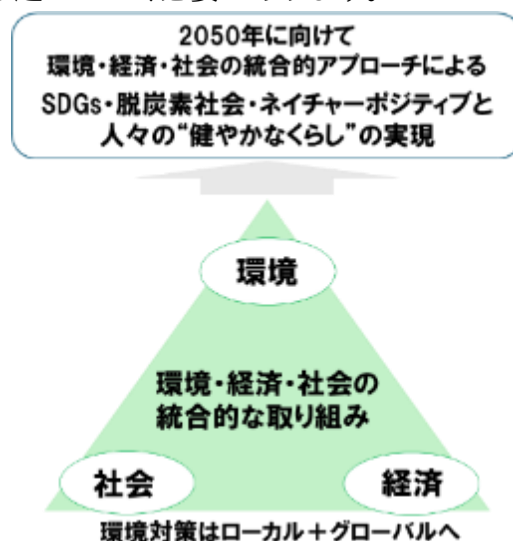 2050年に向けて
環境・経済・社会の統合的アプローチによる
SDGs・脱炭素社会・ネイチャーポジティブと
人々の“健やかなくらし”の実現
環境
環境・経済・社会の
統合的な取り組み
社会
経済
環境対策はローカル＋グローバルへ